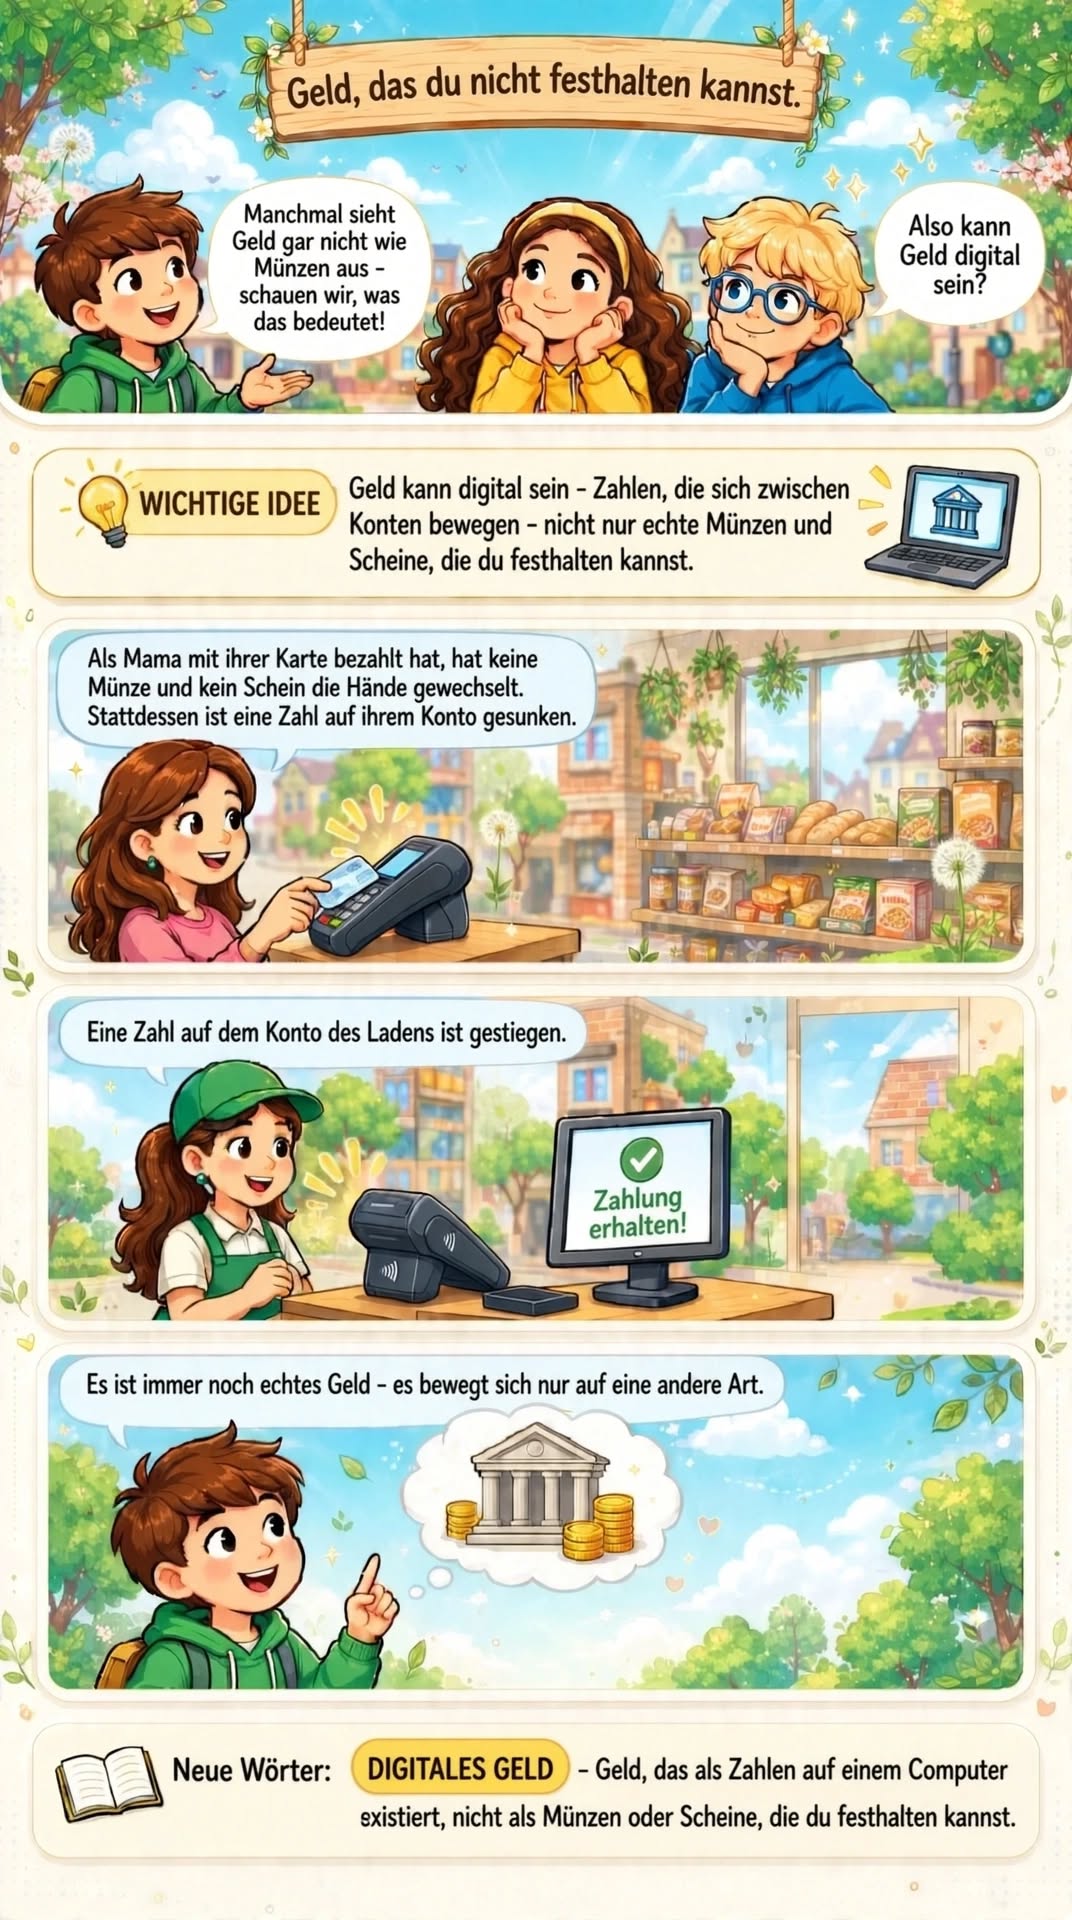 Geld, das du nicht festhalten kannst.
Manchmal sieht
Geld gar nicht wie
Münzen aus -
schauen wir, was
das bedeutet!
Also kann
Geld digital
sein?
WICHTIGE IDEE
Geld kann digital sein - Zahlen, die sich zwischen
Konten bewegen - nicht nur echte Münzen und
Scheine, die du festhalten kannst.
Als Mama mit ihrer Karte bezahlt hat, hat keine
Münze und kein Schein die Hände gewechselt.
Stattdessen ist eine Zahl auf ihrem Konto gesunken.
Eine Zahl auf dem Konto des Ladens ist gestiegen.
Zahlung
erhalten!
Es ist immer noch echtes Geld - es bewegt sich nur auf eine andere Art.
Neue Wörter: DIGITALES GELD - Geld, das als Zahlen auf einem Computer
existiert, nicht als Münzen oder Scheine, die du festhalten kannst.